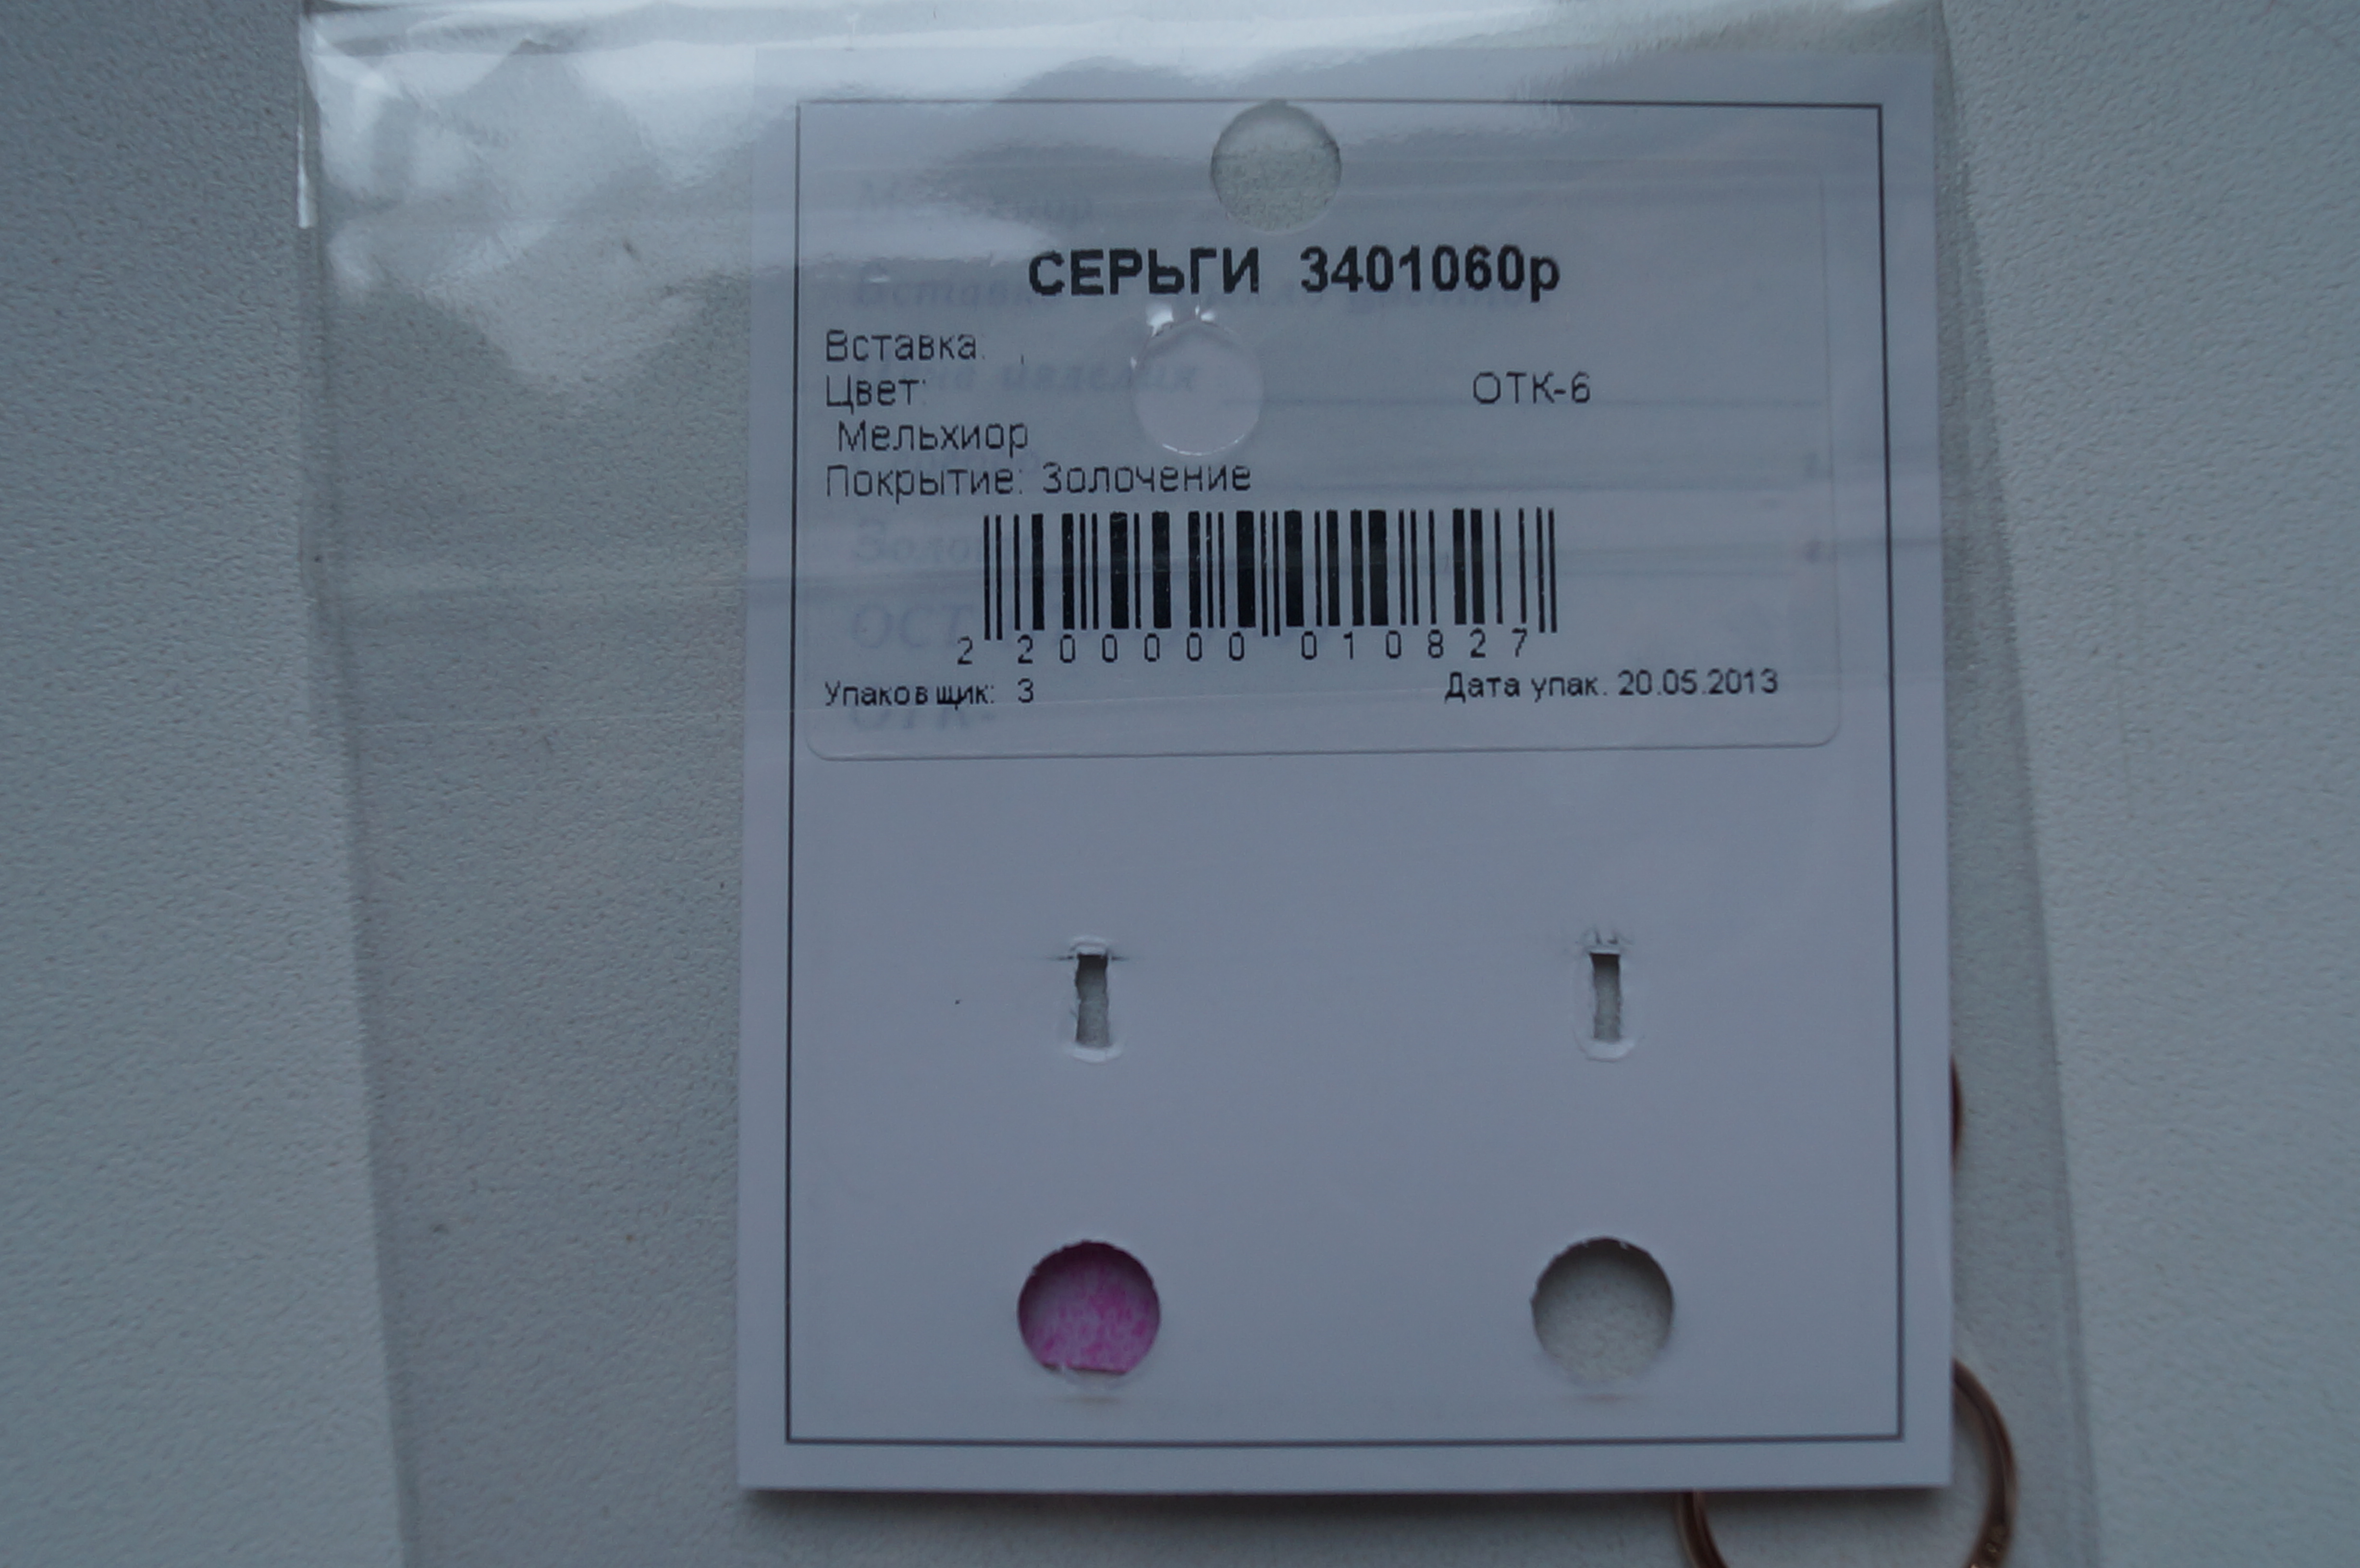 СЕРЬГИ 3401060р
Вставка:
Цвет: ОТК-6
Мельхиор
Покрытие: Золочение
2 200000 010827
Упаковщик: 3 Дата упак. 20.05.2013